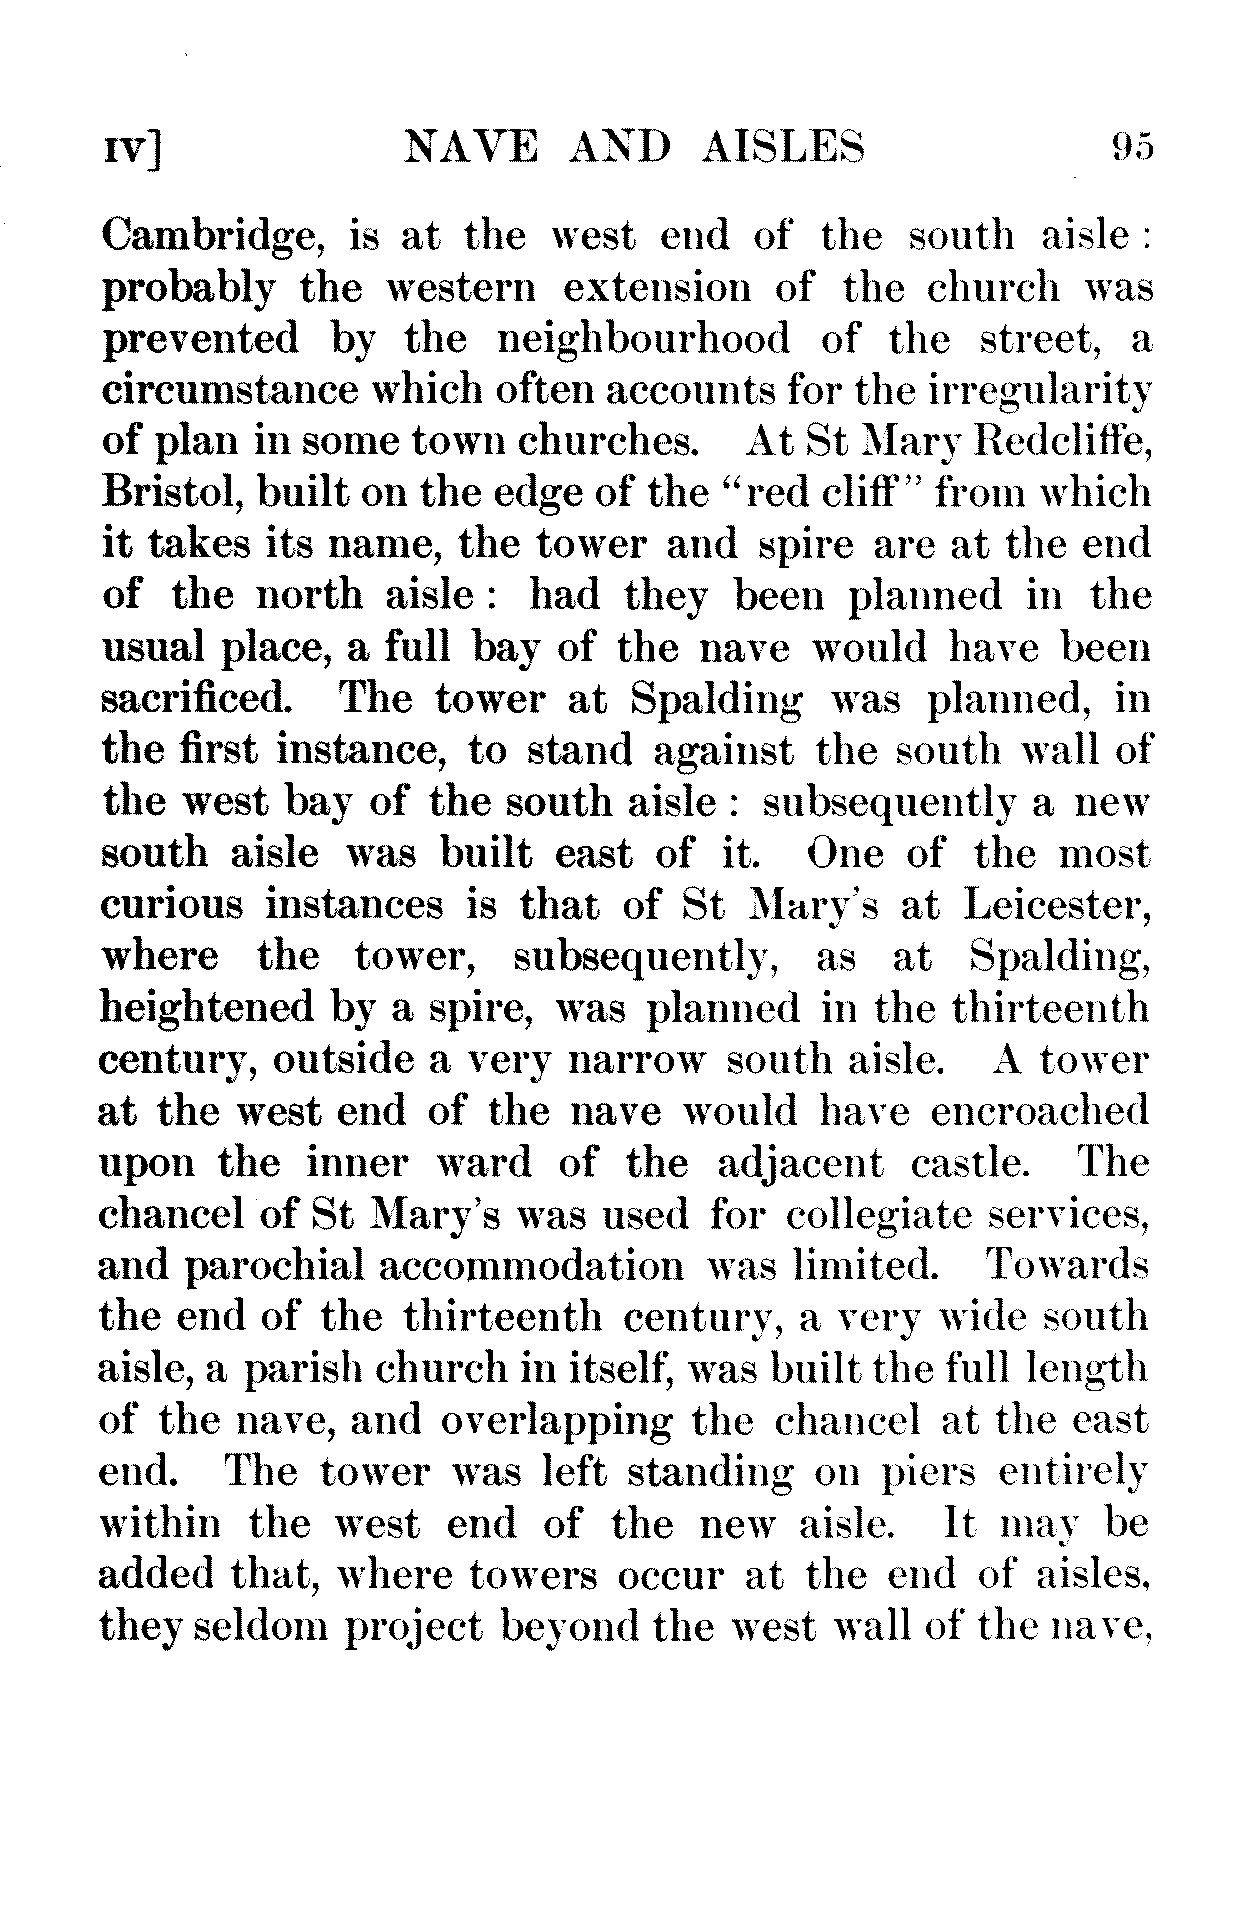 IV] NAVE AND AISLES 95
Cambridge, is at the west end of the south aisle :
probably the western extension of the church was
prevented by the neighbourhood of the street, a
circumstance which often accounts for the irregularity
of plan in some town churches. At St Mary Redcliffe,
Bristol, built on the edge of the "red cliff" from which
it takes its name, the tower and spire are at the end
of the north aisle : had they been planned in the
usual place, a full bay of the nave would have been
sacrificed. The tower at Spalding was planned, in
the first instance, to stand against the south wall of
the west bay of the south aisle : subsequently a new
south aisle was built east of it. One of the most
curious instances is that of St Mary's at Leicester,
where the tower, subsequently, as at Spalding,
heightened by a spire, was planned in the thirteenth
century, outside a very narrow south aisle. A tower
at the west end of the nave would have encroached
upon the inner ward of the adjacent castle. The
chancel of St Mary's was used for collegiate services,
and parochial accommodation was limited. Towards
the end of the thirteenth century, a very wide south
aisle, a parish church in itself, was built the full length
of the nave, and overlapping the chancel at the east
end. The tower was left standing on piers entirely
within the west end of the new aisle. It may be
added that, where towers occur at the end of aisles,
they seldom project beyond the west wall of the nave,